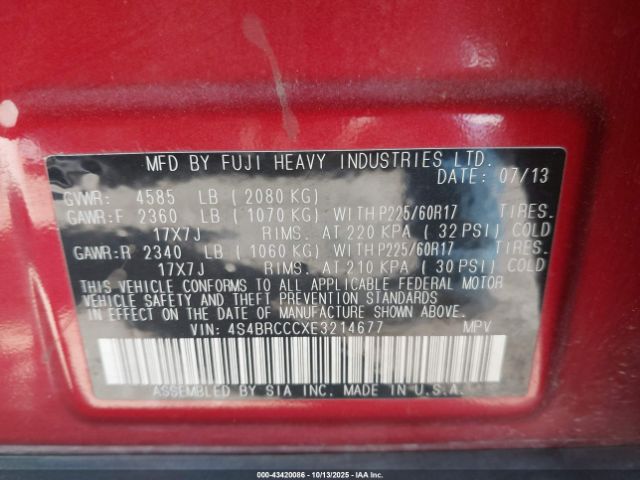 MFD BY FUJI HEAVY INDUSTRIES LTD.
DATE: 07/13
GVWR: 4585 LB ( 2080 KG)
GAWR:F 2360 LB ( 1070 KG) WITH P225/60R17 TIRES.
17X7J RIMS. AT 220 KPA ( 32 PSI) COLD
GAWR:R 2340 LB ( 1060 KG) WITH P225/60R17 TIRES.
17X7J RIMS. AT 210 KPA ( 30 PSI) COLD
THIS VEHICLE CONFORMS TO ALL APPLICABLE FEDERAL MOTOR
VEHICLE SAFETY AND THEFT PREVENTION STANDARDS
IN EFFECT ON THE DATE OF MANUFACTURE SHOWN ABOVE.
VIN: 4S4BRCCCXE3214677 MPV
ASSEMBLED BY SIA INC. MADE IN U.S.A.
00-43420086 - 10/13/2025 - IAAI.COM